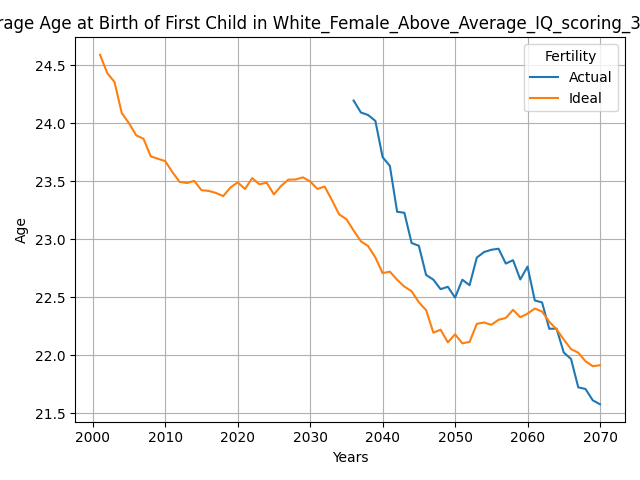 Age at Birth of First Child in White_Female_Above_Average_IQ_scoring_3
Fertility
Actual
Ideal
24.5
24.0
23.5
23.0
22.5
22.0
21.5
Age
2000 2010 2020 2030 2040 2050 2060 2070
Years